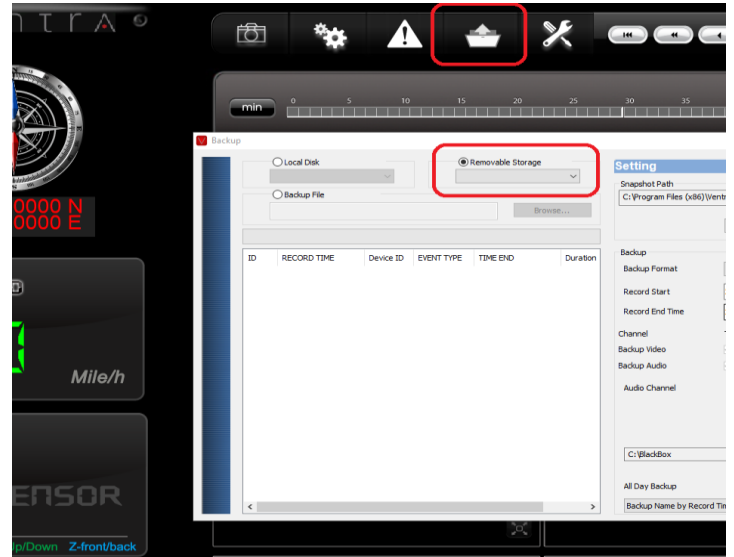 min 0 5 10 15 20 25 30 35
Backup
Local Disk
Removable Storage
Backup File
Browse...
ID RECORD TIME Device ID EVENT TYPE TIME END Duration
Setting
Snapshot Path
C:\Program Files (x86)\Ventr
Backup
Backup Format
Record Start
Record End Time
Channel
Backup Video
Backup Audio
Audio Channel
C:\BlackBox
All Day Backup
Backup Name by Record Tim
0000 N
0000 E
Mile/h
ENSOR
Up/Down Z-front/back